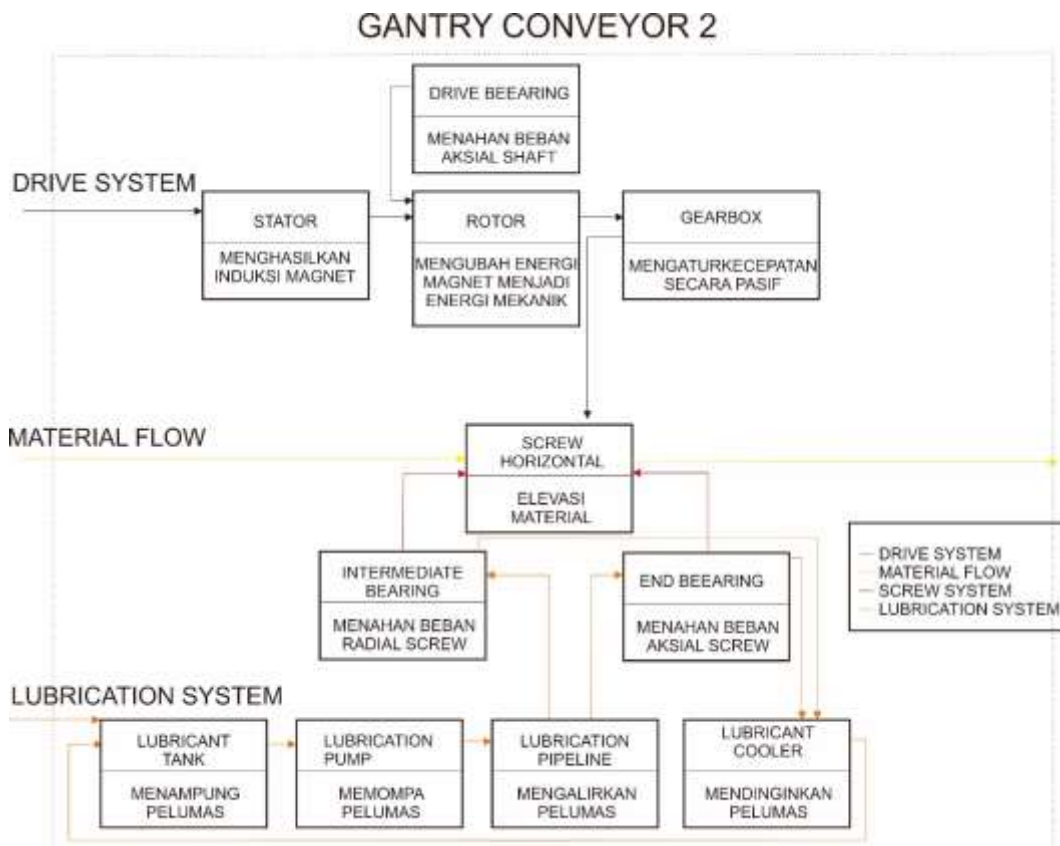 GANTRY CONVEYOR 2
DRIVE BEEARING
MENAHAN BEBAN
AKSIAL SHAFT
DRIVE SYSTEM
STATOR
MENGHASILKAN
INDUKSI MAGNET
ROTOR
MENGUBAH ENERGI
MAGNET MENJADI
ENERGI MEKANIK
GEARBOX
MENGATURKECEPATAN
SECARA PASIF
MATERIAL FLOW
SCREW
HORIZONTAL
ELEVASI
MATERIAL
INTERMEDIATE
BEARING
MENAHAN BEBAN
RADIAL SCREW
END BEEARING
MENAHAN BEBAN
AKSIAL SCREW
DRIVE SYSTEM
MATERIAL FLOW
SCREW SYSTEM
LUBRICATION SYSTEM
LUBRICATION SYSTEM
LUBRICANT
TANK
MENAMPUNG
PELUMAS
LUBRICATION
PUMP
MEMOMPA
PELUMAS
LUBRICATION
PIPELINE
MENGALIRKAN
PELUMAS
LUBRICANT
COOLER
MENDINGINKAN
PELUMAS